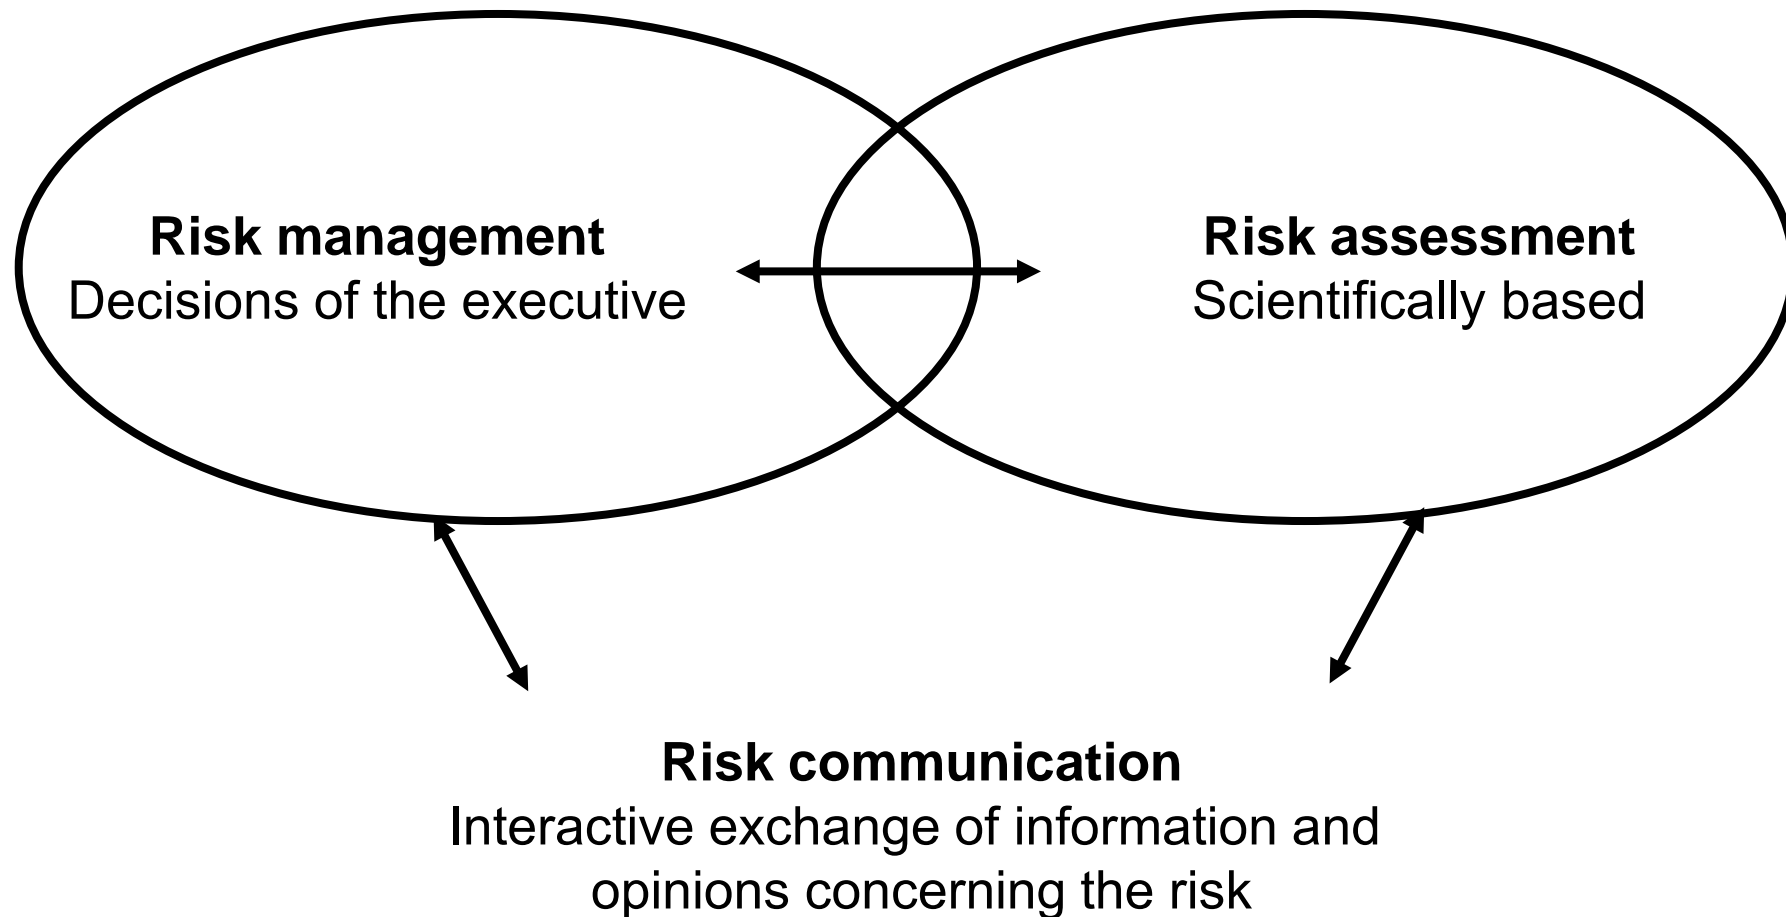 Risk management
Decisions of the executive
Risk assessment
Scientifically based
Risk communication
Interactive exchange of information and
opinions concerning the risk